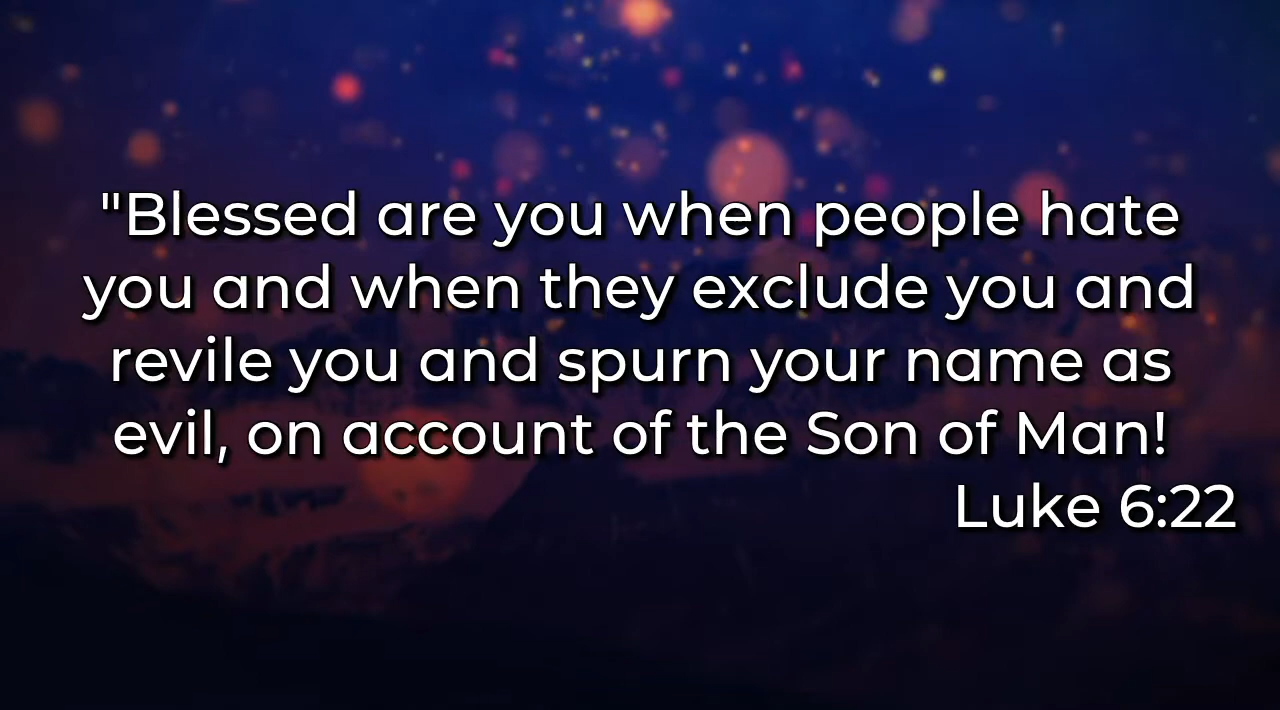 "Blessed are you when people hate
you and when they exclude you and
revile you and spurn your name as
evil, on account of the Son of Man!
Luke 6:22